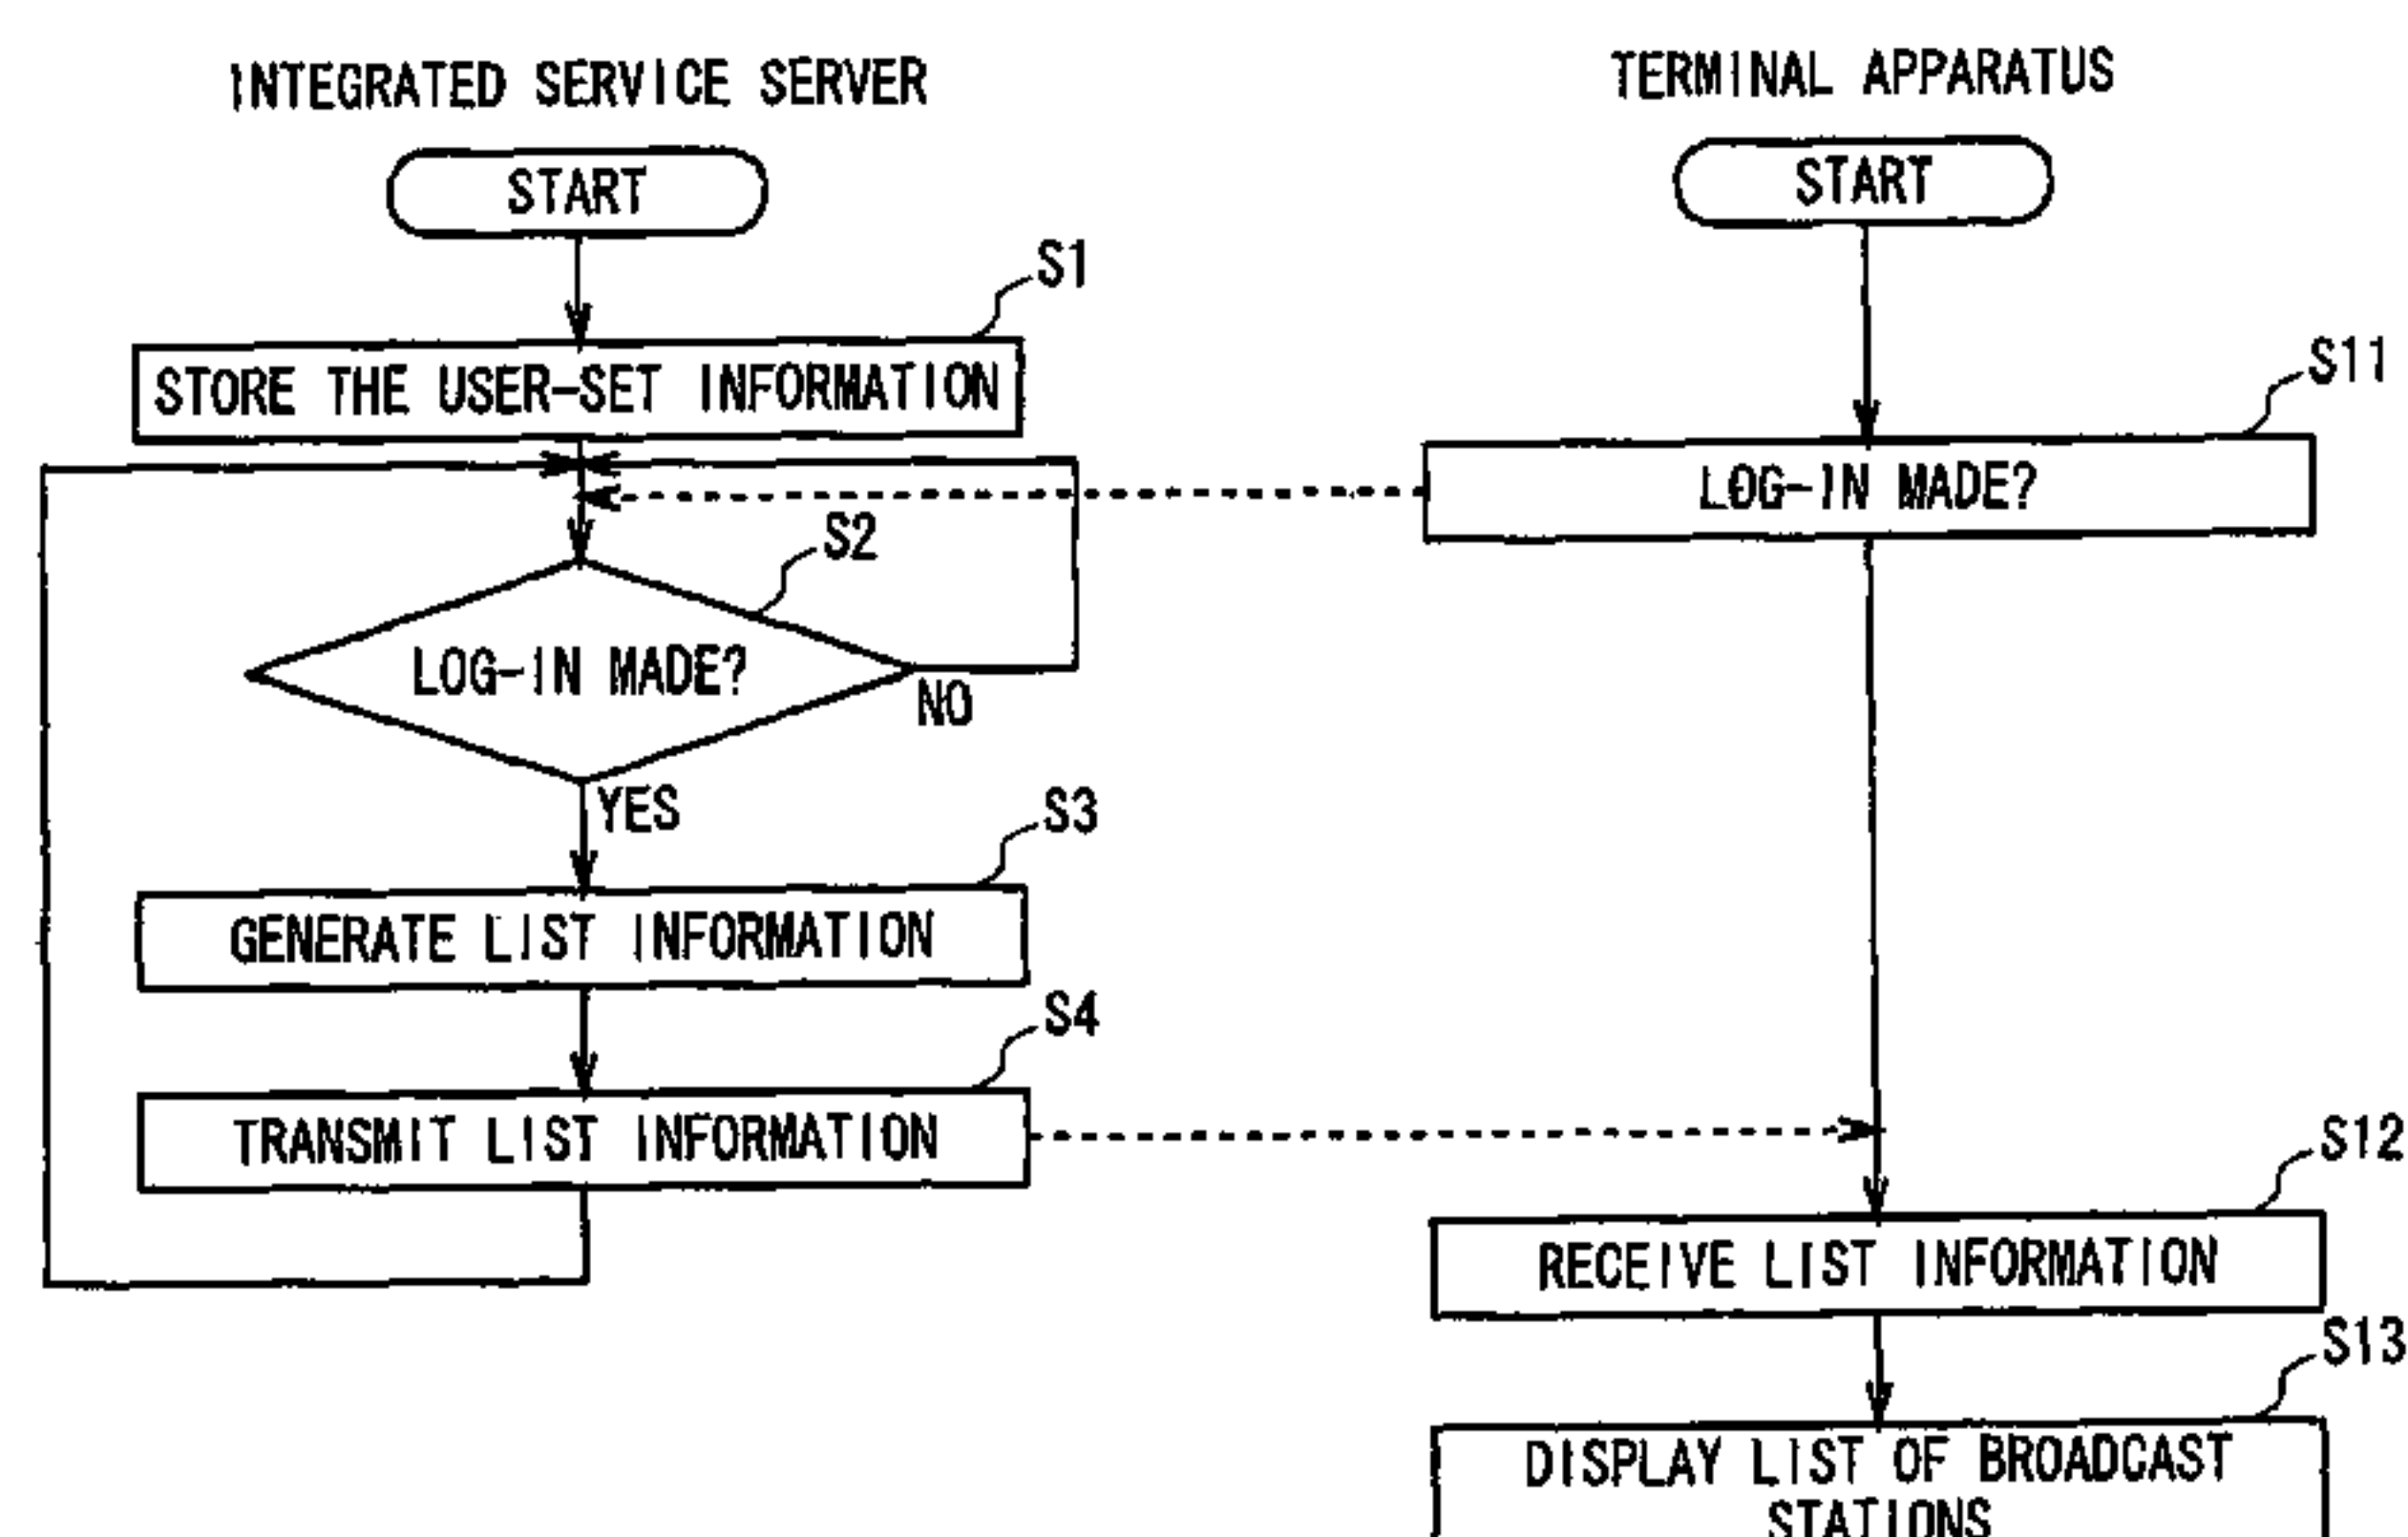 INTEGRATED SERVICE SERVER
START
S1
STORE THE USER-SET INFORMATION
S2
LOG-IN MADE?
NO
YES
S3
GENERATE LIST INFORMATION
S4
TRANSMIT LIST INFORMATION
TERMINAL APPARATUS
START
S11
LOG-IN MADE?
S12
RECEIVE LIST INFORMATION
S13
DISPLAY LIST OF BROADCAST
STATIONS